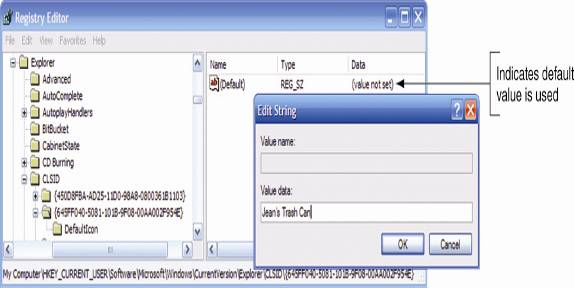 Registry Editor
File Edit View Favorites Help
Explorer
Advanced
AutoComplete
AutoplayHandlers
BitBucket
CabinetState
CD Burning
CLSID
{450D8FBA-AD25-11D0-98A8-0800361B1103}
{645FF040-5081-101B-9F08-00AA002F954E}
DefaultIcon
Name Type Data
ab (Default) REG_SZ (value not set)
Indicates default
value is used
Edit String
Value name:
Value data:
Jean's Trash Can
OK Cancel
My Computer\HKEY_CURRENT_USER\Software\Microsoft\Windows\CurrentVersion\Explorer\CLSID\{645FF040-5081-101B-9F08-00AA002F954E}